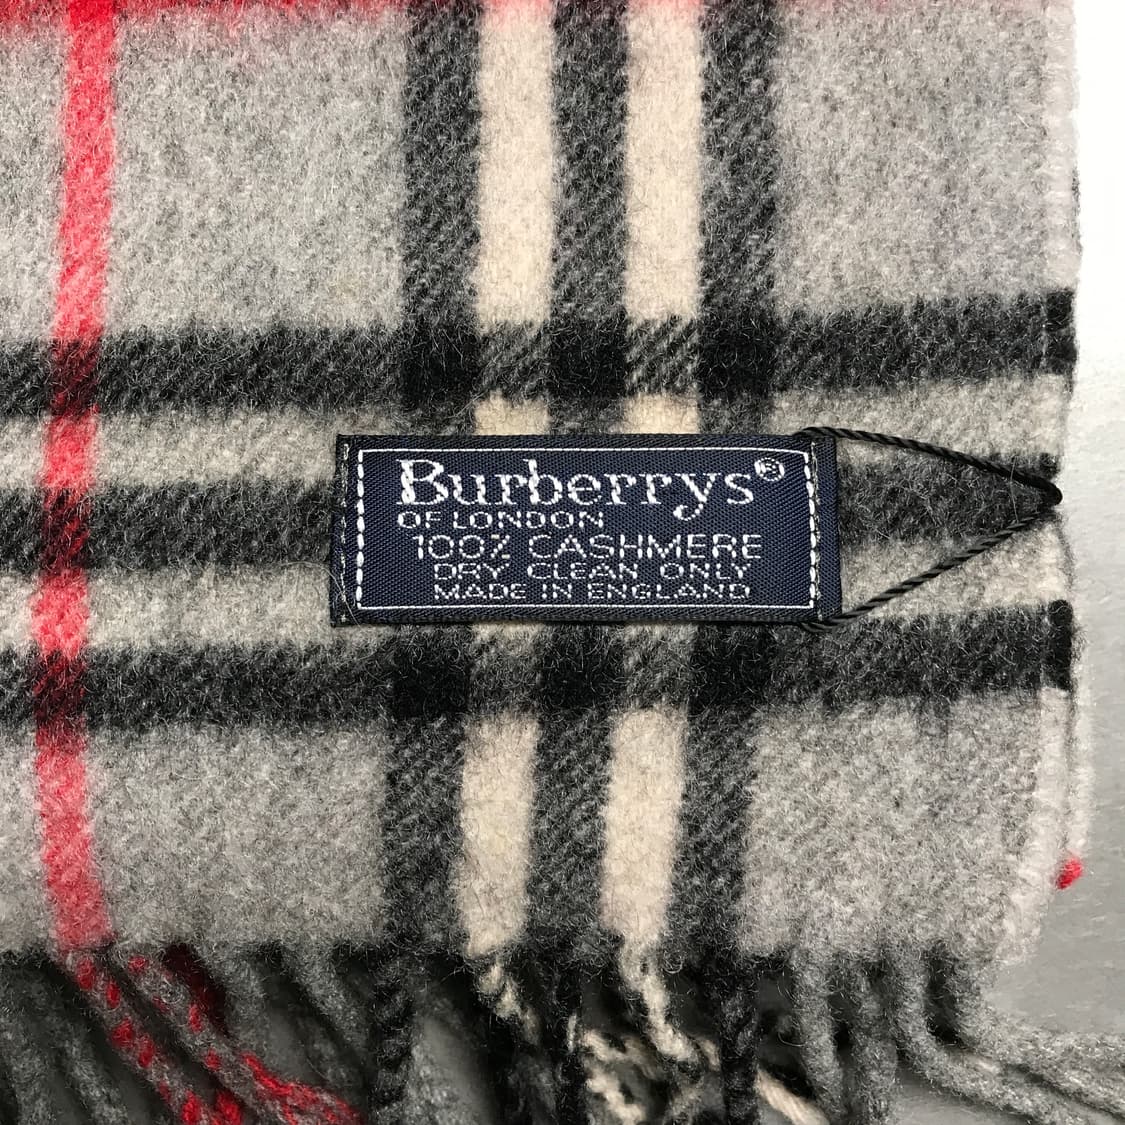 Burberrys®
OF LONDON
100% CASHMERE
DRY CLEAN ONLY
MADE IN ENGLAND